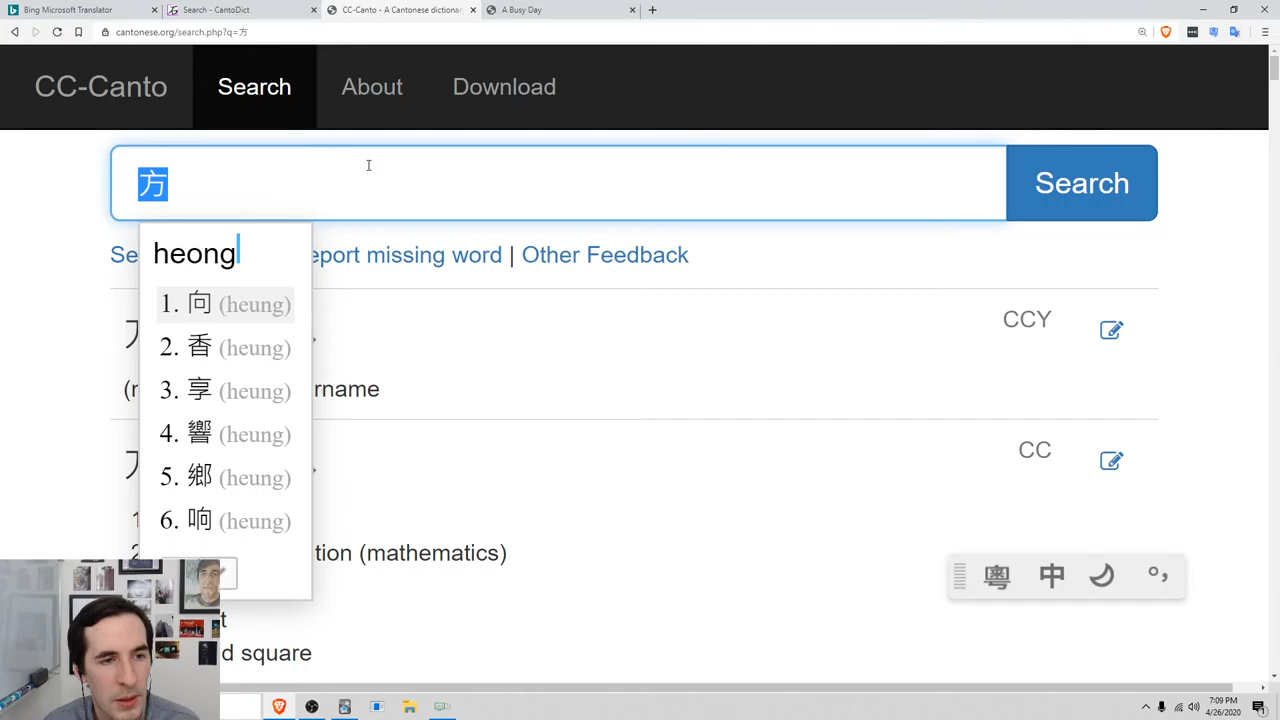 Bing Microsoft Translator
Search - CantoDict
CC-Canto - A Cantonese dictionar
A Busy Day
cantonese.org/search.php?q=方
CC-Canto
Search
About
Download
方
Search
heong
Se
eport missing word | Other Feedback
1. 向 (heung)
2. 香 (heung)
3. 享 (heung)
4. 響 (heung)
5. 鄉 (heung)
6. 响 (heung)
CCY
rname
CC
tion (mathematics)
粵 中
t
d square
7:09 PM
4/26/2020